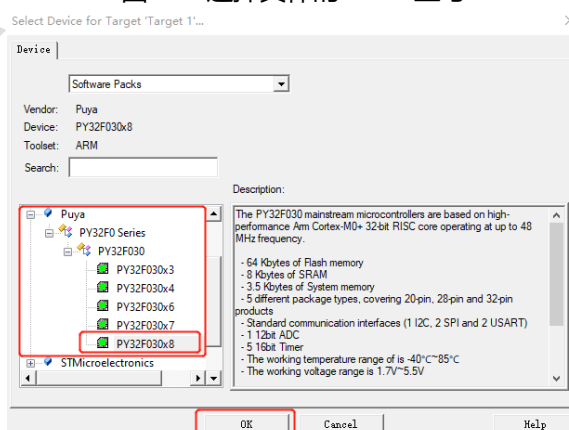 Select Device for Target 'Target 1'...
Device
Software Packs
Vendor: Puya
Device: PY32F030x8
Toolset: ARM
Search:
Description:
Puya
PY32F0 Series
PY32F030
PY32F030x3
PY32F030x4
PY32F030x6
PY32F030x7
PY32F030x8
STMicroelectronics
The PY32F030 mainstream microcontrollers are based on high-
performance Arm Cortex-M0+ 32-bit RISC core operating at up to 48
MHz frequency.
- 64 Kbytes of Flash memory
- 8 Kbytes of SRAM
- 3.5 Kbytes of System memory
- 5 different package types, covering 20-pin, 28-pin and 32-pin
products
- Standard communication interfaces (1 I2C, 2 SPI and 2 USART)
- 1 12bit ADC
- 5 16bit Timer
- The working temperature range of is -40°C~85°C
- The working voltage range is 1.7V~5.5V
OK
Cancel
Help